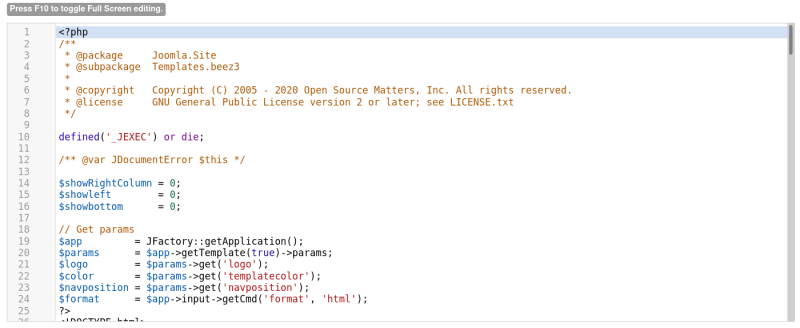 Press F10 to toggle Full Screen editing.
1 <?php
2 /**
3  * @package     Joomla.Site
4  * @subpackage  Templates.beez3
5  *
6  * @copyright   Copyright (C) 2005 - 2020 Open Source Matters, Inc. All rights reserved.
7  * @license     GNU General Public License version 2 or later; see LICENSE.txt
8  */
9
10 defined('_JEXEC') or die;
11
12 /** @var JDocumentError $this */
13
14 $showRightColumn = 0;
15 $showleft        = 0;
16 $showbottom      = 0;
17
18 // Get params
19 $app         = JFactory::getApplication();
20 $params      = $app->getTemplate(true)->params;
21 $logo        = $params->get('logo');
22 $color       = $params->get('templatecolor');
23 $navposition = $params->get('navposition');
24 $format      = $app->input->getCmd('format', 'html');
25 ?>
26 <!DOCTYPE html>